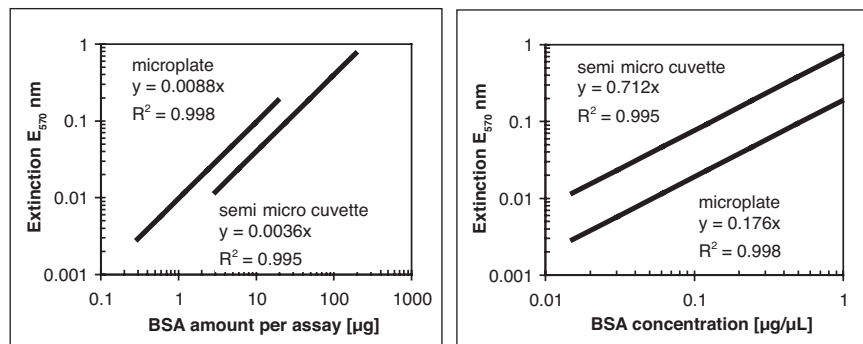 Extinction E570 nm
1
0.1
0.01
0.001
microplate
y = 0.0088x
R2 = 0.998
semi micro cuvette
y = 0.0036x
R2 = 0.995
0.1 1 10 100 1000
BSA amount per assay [µg]
Extinction E570 nm
1
0.1
0.01
0.001
semi micro cuvette
y = 0.712x
R2 = 0.995
microplate
y = 0.176x
R2 = 0.998
0.01 0.1 1
BSA concentration [µg/µL]